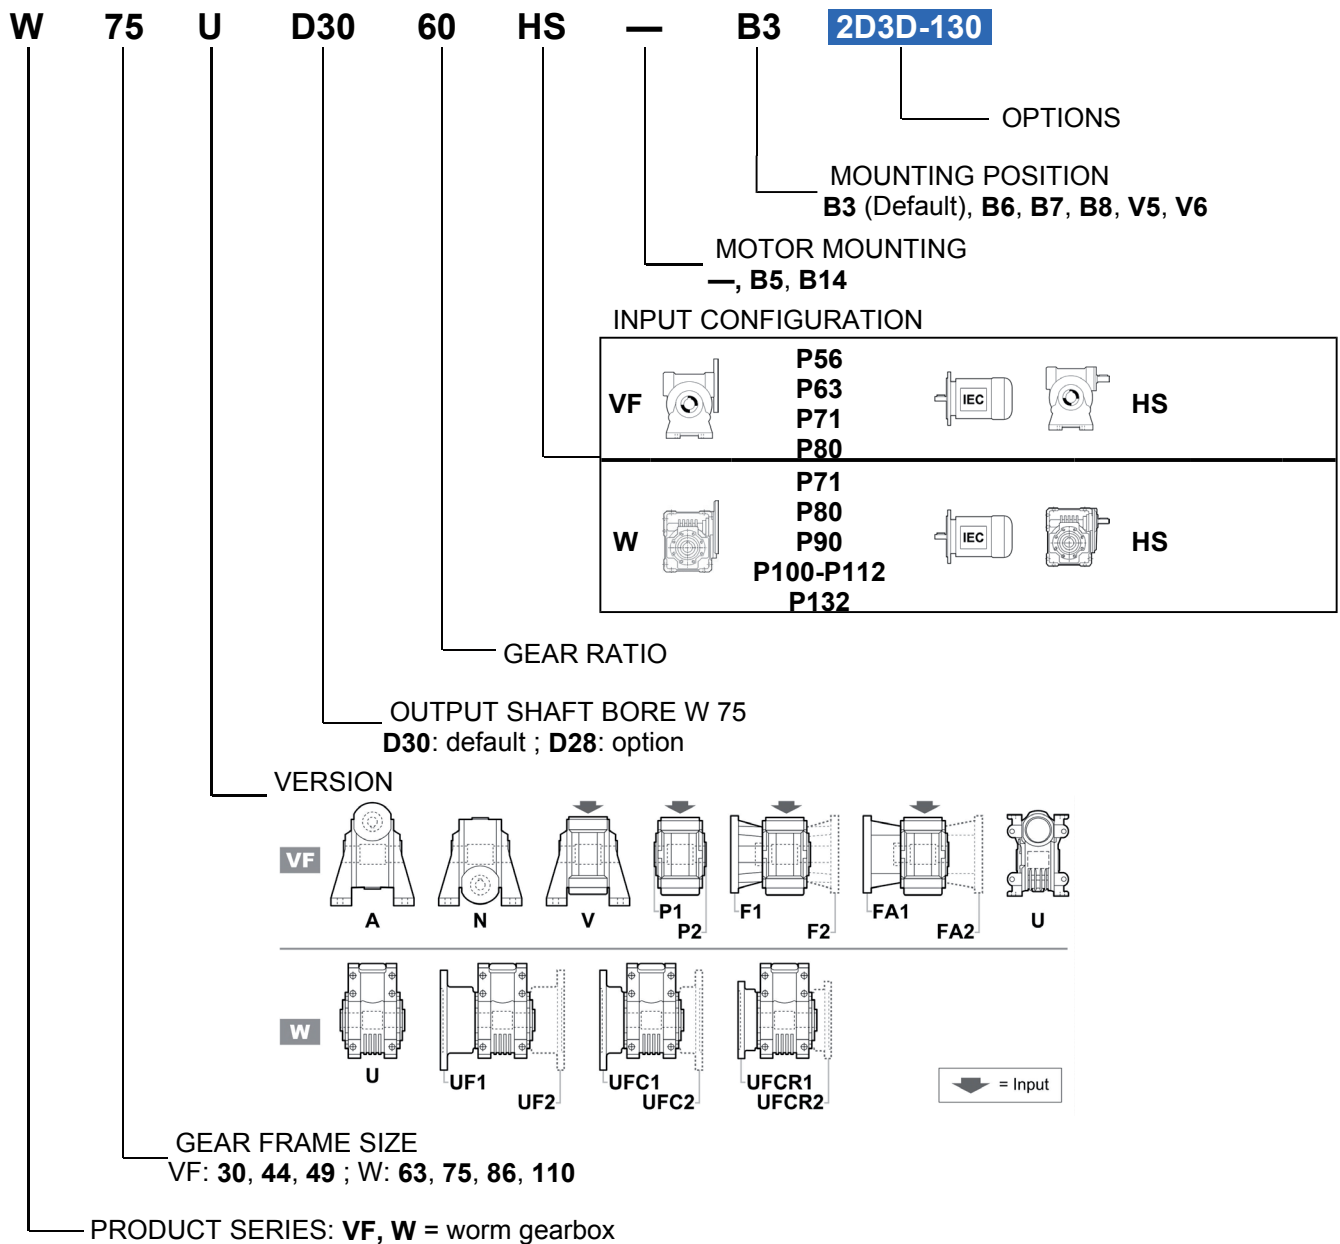 W 75 U D30 60 HS — B3 2D3D-130
OPTIONS
MOUNTING POSITION
B3 (Default), B6, B7, B8, V5, V6
MOTOR MOUNTING
—, B5, B14
INPUT CONFIGURATION
P56
P63
VF IEC HS
P71
P80
P71
P80
W P90 IEC HS
P100-P112
P132
GEAR RATIO
OUTPUT SHAFT BORE W 75
D30: default ; D28: option
VERSION
VF
A N V P1 F1 FA1 U
P2 F2 FA2
W
U UF1 UFC1 UFCR1
UF2 UFC2 UFCR2
= Input
GEAR FRAME SIZE
VF: 30, 44, 49 ; W: 63, 75, 86, 110
PRODUCT SERIES: VF, W = worm gearbox